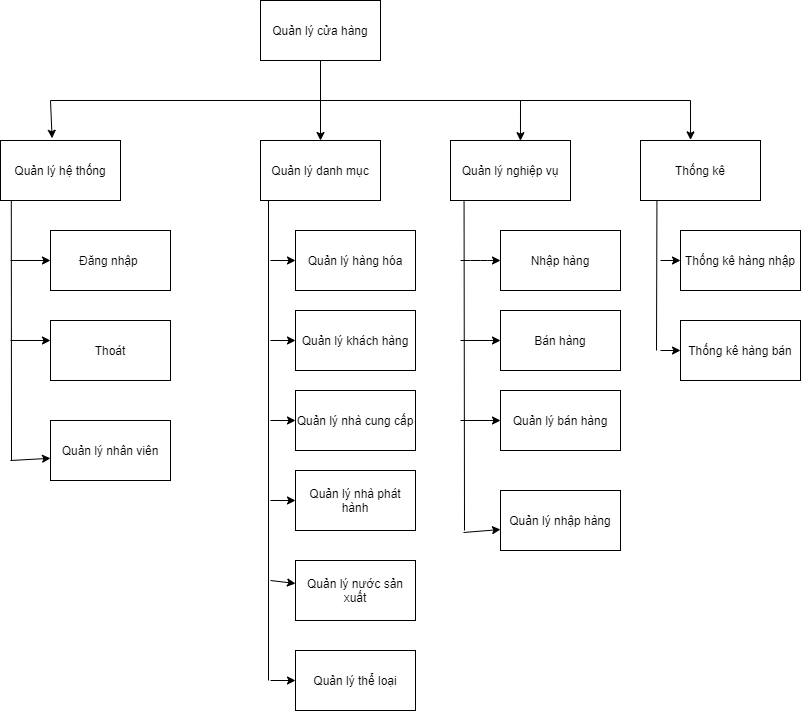 Quản lý cửa hàng
Quản lý hệ thống
Quản lý danh mục
Quản lý nghiệp vụ
Thống kê
Đăng nhập
Thoát
Quản lý nhân viên
Quản lý hàng hóa
Quản lý khách hàng
Quản lý nhà cung cấp
Quản lý nhà phát
hành
Quản lý nước sản
xuất
Quản lý thể loại
Nhập hàng
Bán hàng
Quản lý bán hàng
Quản lý nhập hàng
Thống kê hàng nhập
Thống kê hàng bán